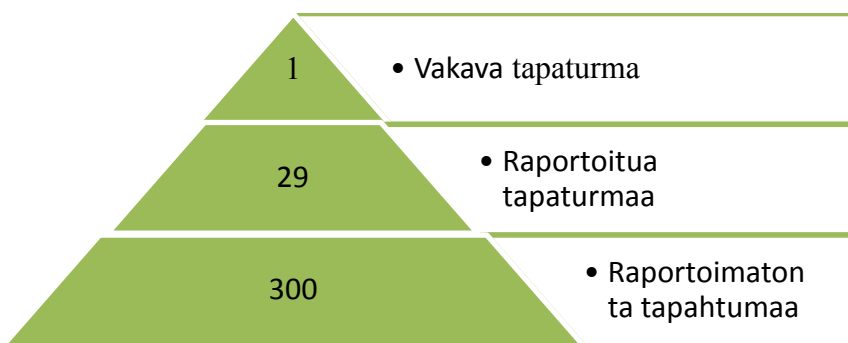 1
• Vakava tapaturma
29
• Raportoitua
tapaturmaa
300
• Raportoimaton
ta tapahtumaa